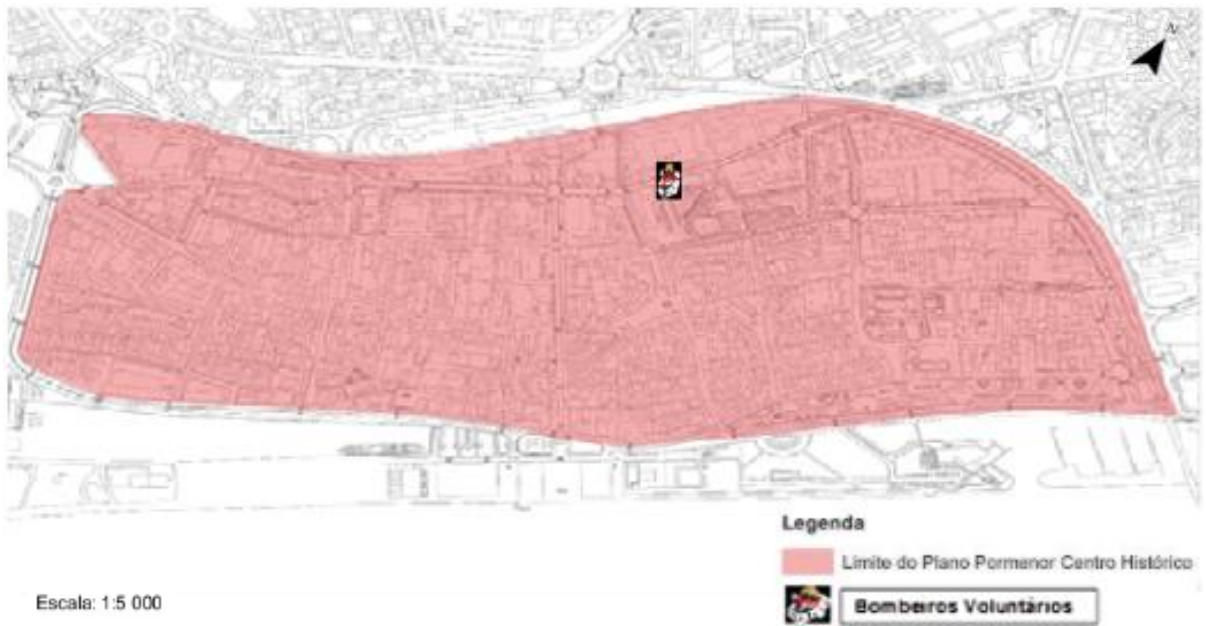 N
Legenda
Limite do Plano Pormenor Centro Histórico
Bombeiros Voluntários
Escala: 1:5 000